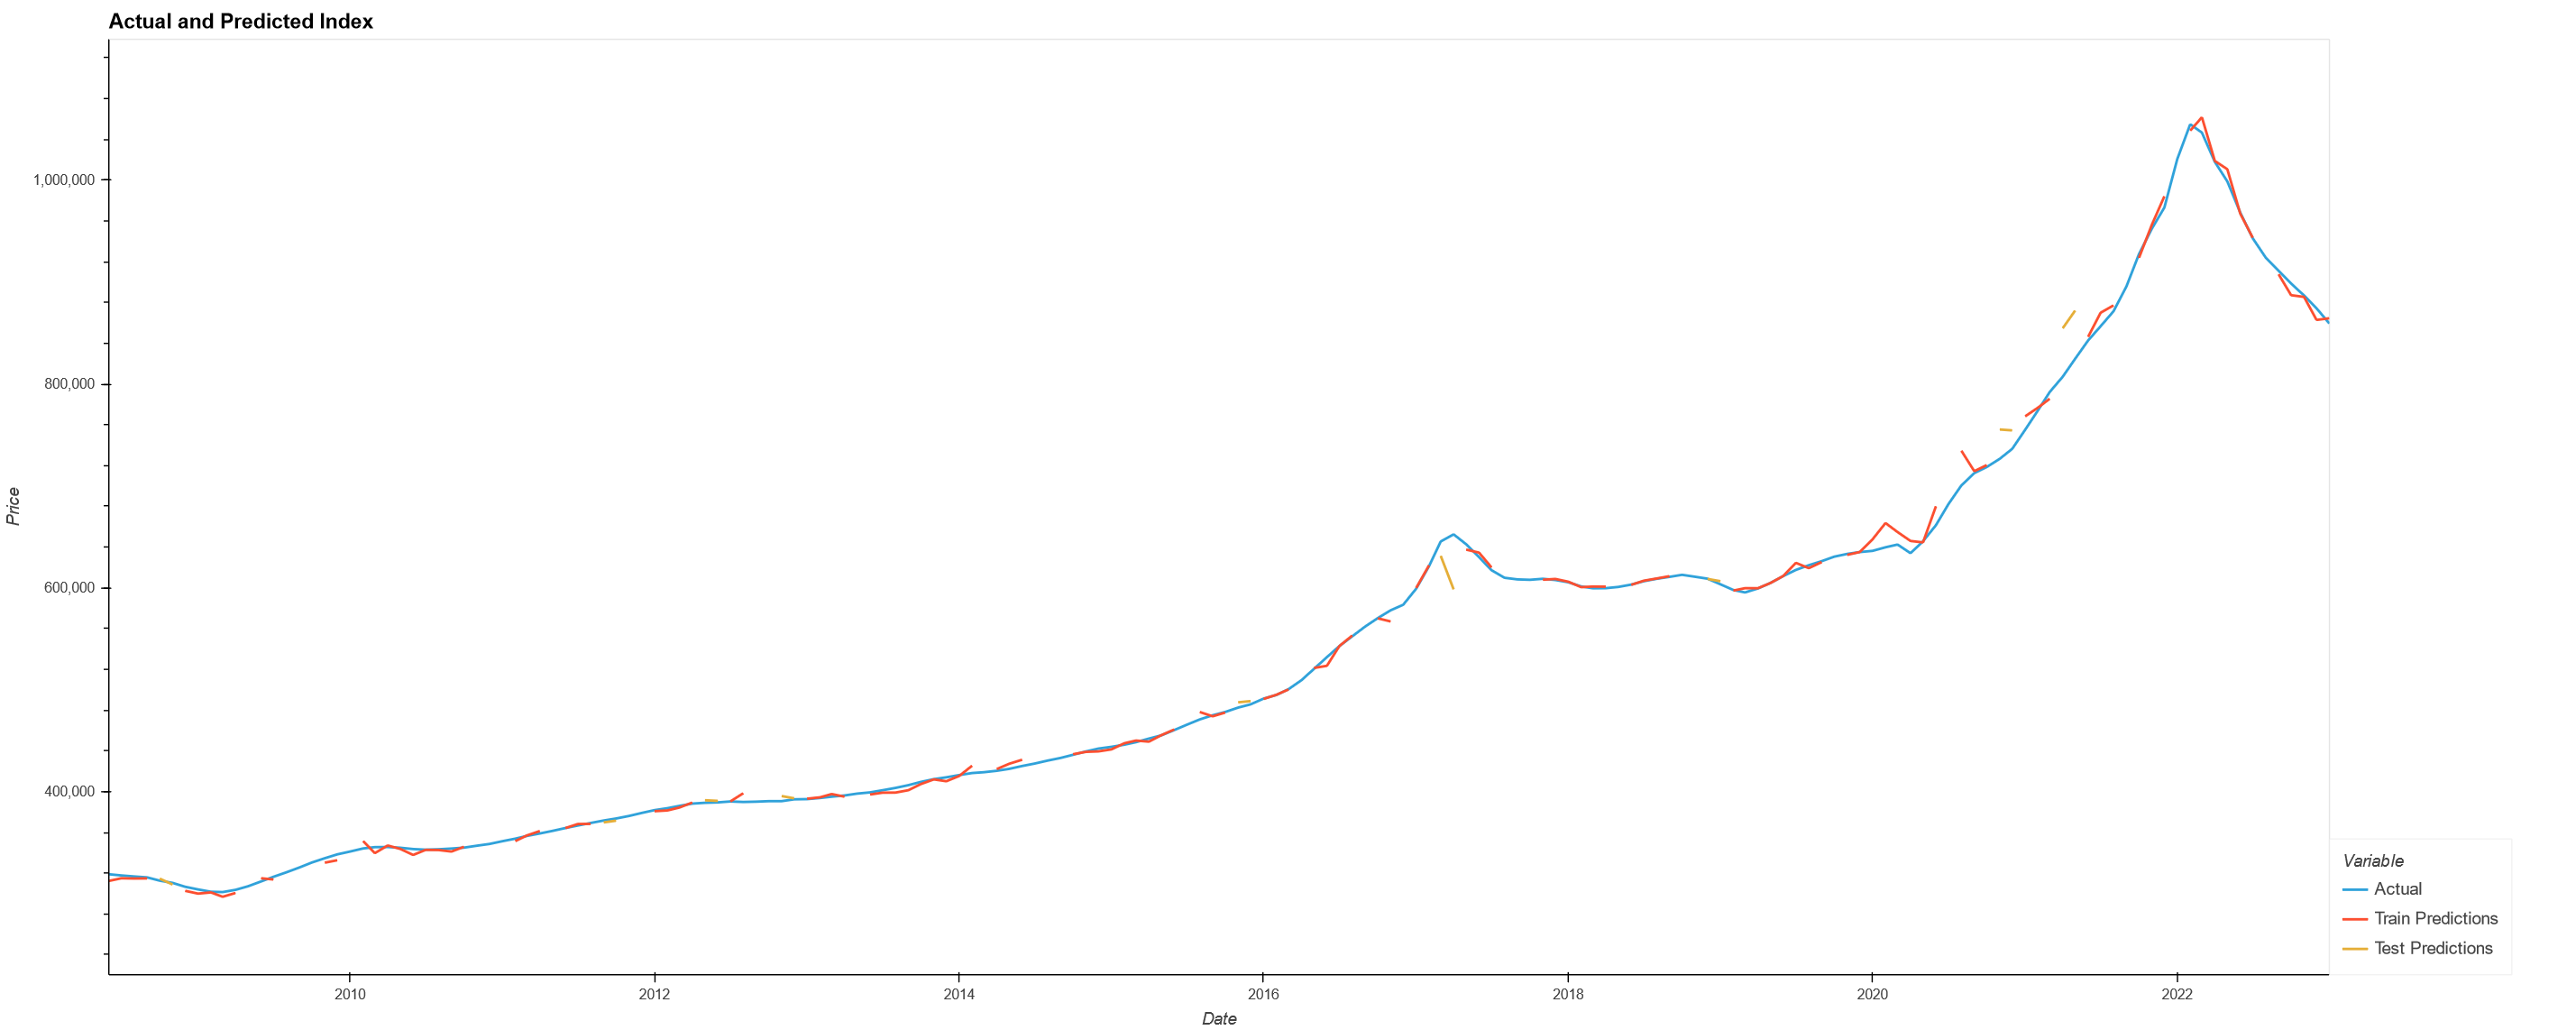 Actual and Predicted Index
1,000,000
800,000
600,000
400,000
Price
2010 2012 2014 2016 2018 2020 2022
Date
Variable
Actual
Train Predictions
Test Predictions